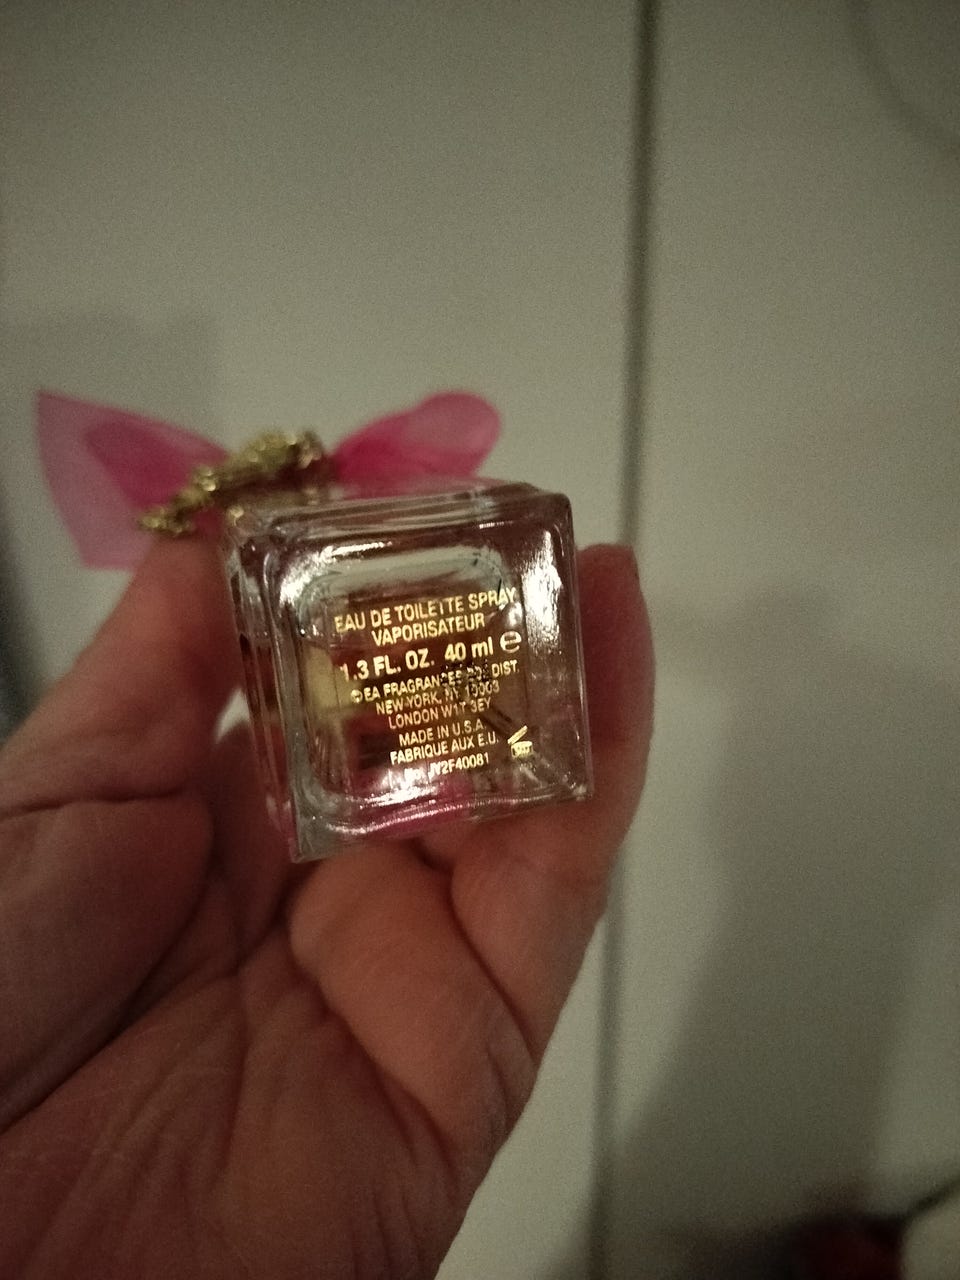 EAU DE TOILETTE SPRAY
VAPORISATEUR
1.3 FL. OZ. 40 ml ℮
© EA FRAGRANCES DIST.
NEW YORK, NY 10003
LONDON W1T 3EY
MADE IN U.S.A.
FABRIQUE AUX E.U.
JY2F40081